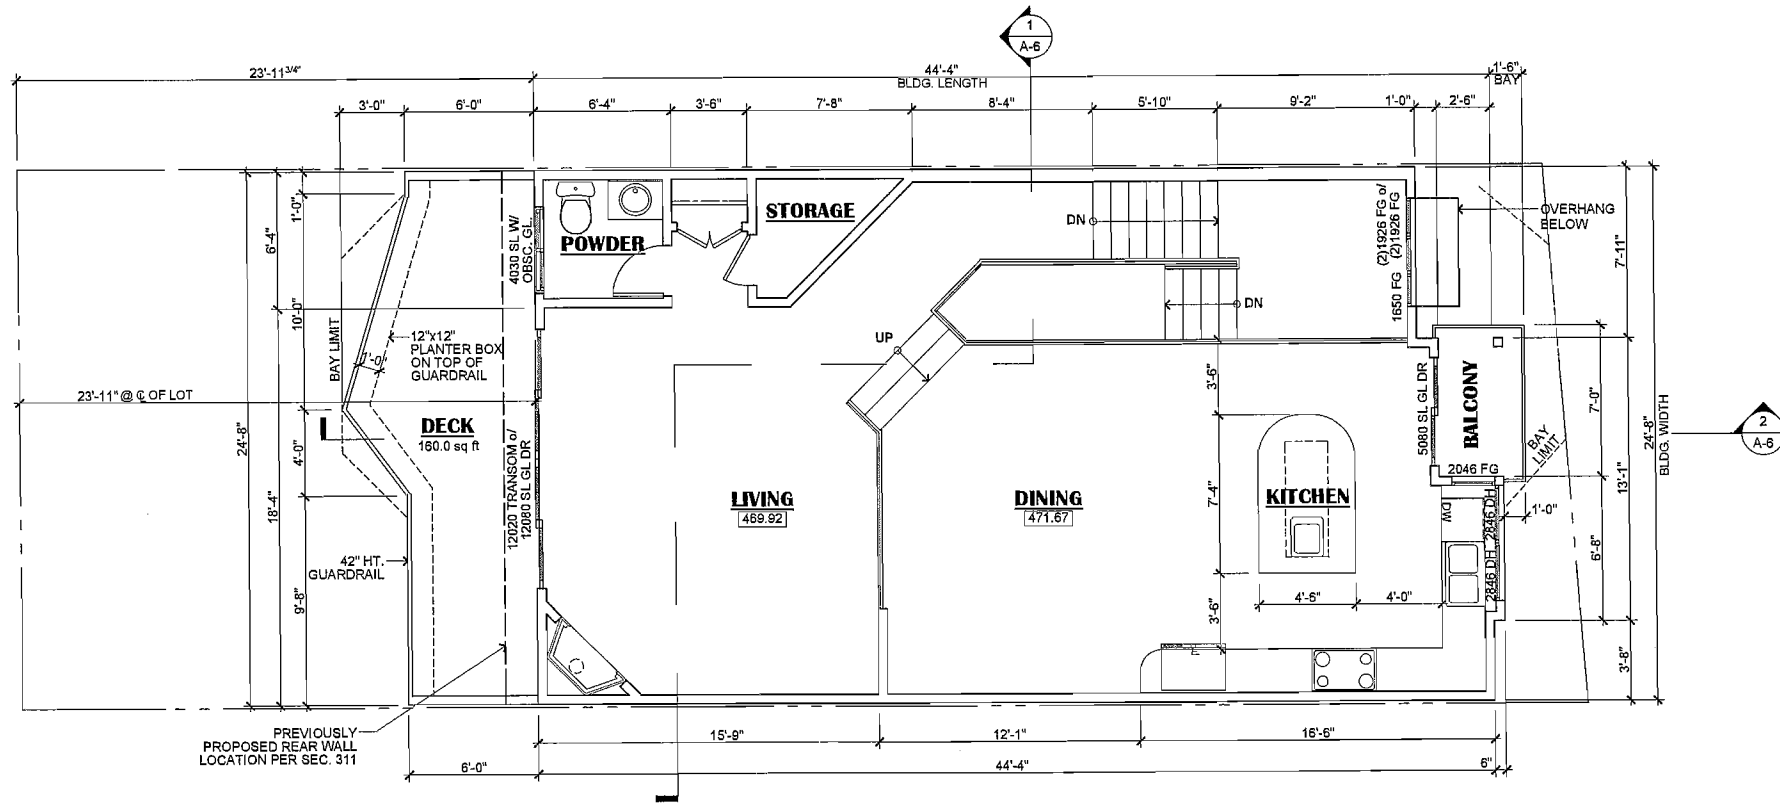 1
A-6
23'-11 3/4"
44'-4"
BLDG. LENGTH
1'-6"
BAY
3'-0"
6'-0"
6'-4"
3'-6"
7'-8"
8'-4"
5'-10"
9'-2"
1'-0"
2'-6"
STORAGE
POWDER
4030 SL W/
OBSC. GL.
DN
(2)1926 FG o/
(2)1926 FG
1650 FG
OVERHANG
BELOW
7'-11"
1'-0"
6'-4"
10'-0"
BAY LIMIT
12"x12"
PLANTER BOX
ON TOP OF
GUARDRAIL
1'-0"
UP
DN
23'-11" @ ℄ OF LOT
24'-8"
DECK
160.0 sq ft
4'-0"
18'-4"
12020 TRANSOM o/
12080 SL GL DR
LIVING
469.92
DINING
471.67
3'-6"
7'-4"
KITCHEN
5080 SL GL DR
BALCONY
7'-0"
24'-8"
BLDG. WIDTH
2
A-6
BAY
LIMIT
2046 FG
13'-1"
DW
2846 DH
2846 DH
1'-0"
6'-8"
42" HT.
GUARDRAIL
9'-8"
4'-6"
4'-0"
3'-6"
3'-8"
PREVIOUSLY
PROPOSED REAR WALL
LOCATION PER SEC. 311
15'-9"
12'-1"
16'-6"
6'-0"
44'-4"
6"